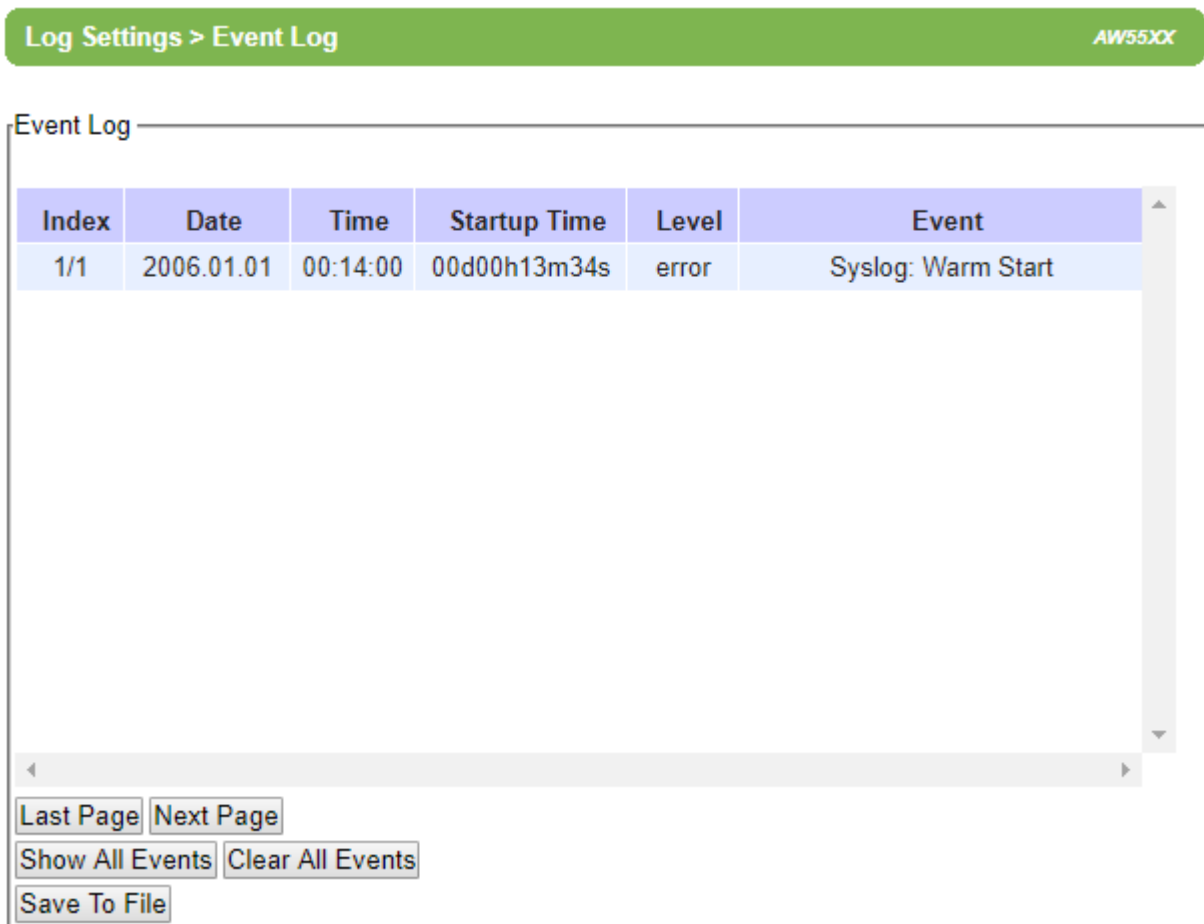 Log Settings > Event Log AW55XX
Event Log
Index Date Time Startup Time Level Event
1/1 2006.01.01 00:14:00 00d00h13m34s error Syslog: Warm Start
Last Page Next Page
Show All Events Clear All Events
Save To File